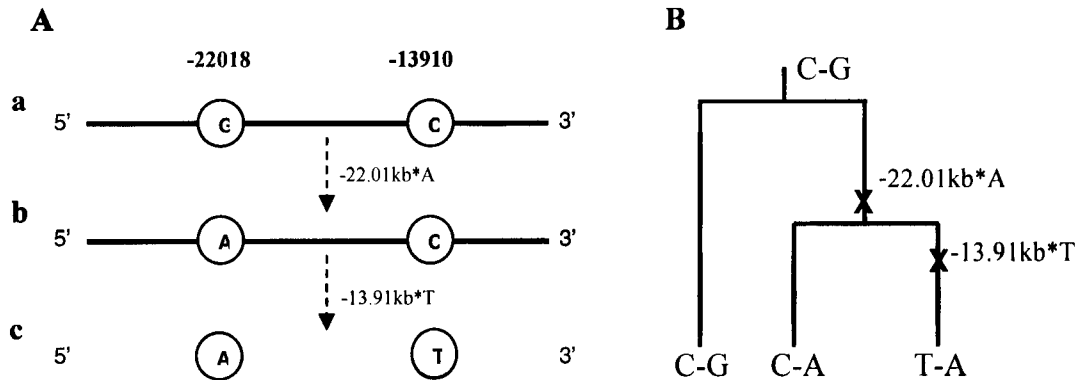 A
-22018 -13910
a
5' G C 3'
-22.01kb*A
b
5' A C 3'
-13.91kb*T
c
5' A T 3'
B
C-G
-22.01kb*A
-13.91kb*T
C-G C-A T-A